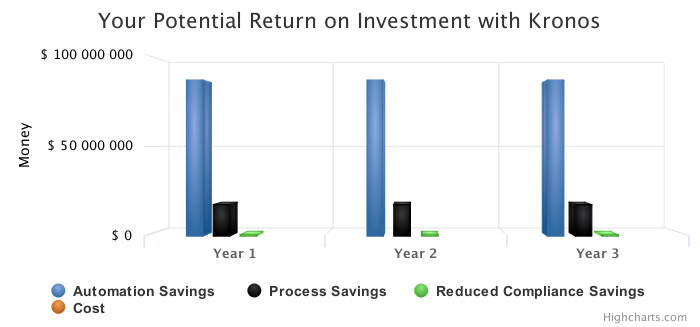 Your Potential Return on Investment with Kronos
$ 100 000 000
$ 50 000 000
$ 0
Money
Year 1
Year 2
Year 3
Automation Savings
Process Savings
Reduced Compliance Savings
Cost
Highcharts.com